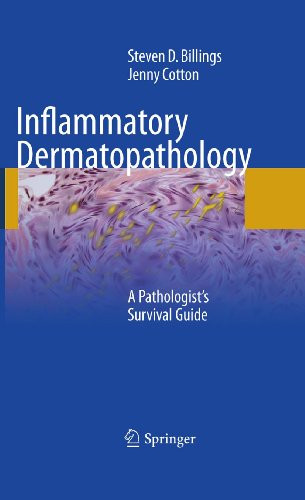 Steven D. Billings
Jenny Cotton
Inflammatory
Dermatopathology
A Pathologist's
Survival Guide
Springer